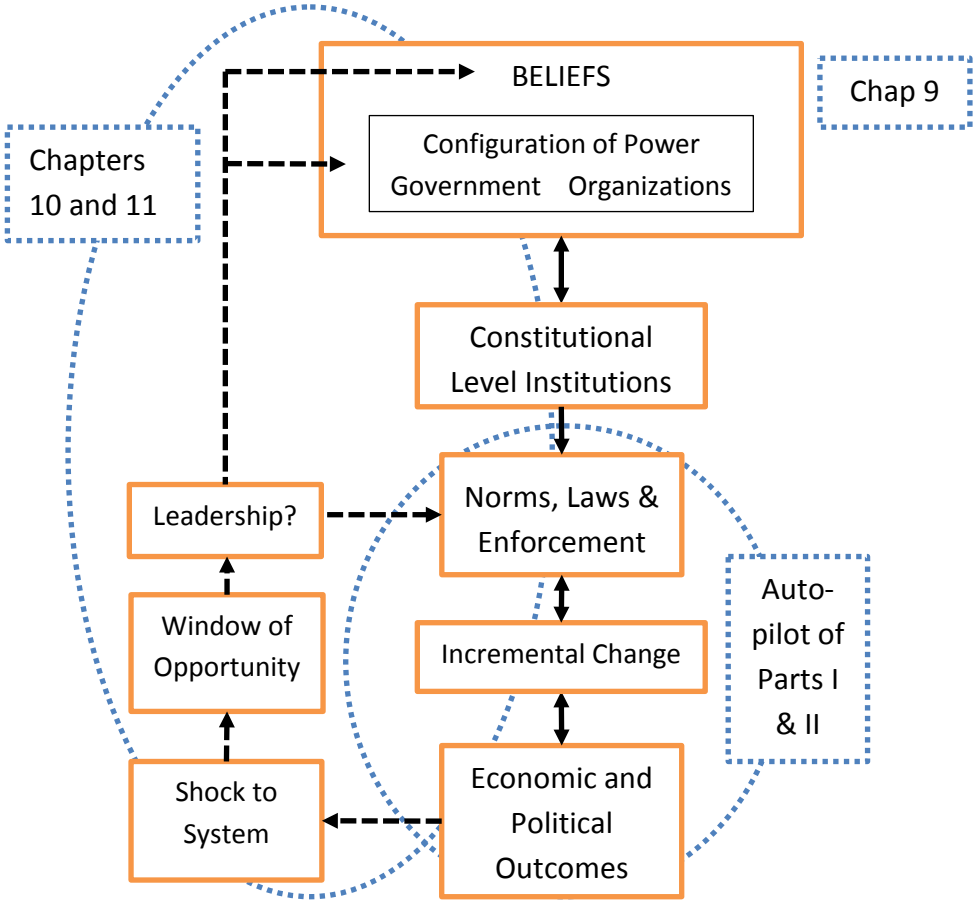 BELIEFS
Configuration of Power
Government Organizations
Chap 9
Chapters
10 and 11
Constitutional
Level Institutions
Norms, Laws &
Enforcement
Leadership?
Window of
Opportunity
Incremental Change
Auto-
pilot of
Parts I
& II
Shock to
System
Economic and
Political
Outcomes